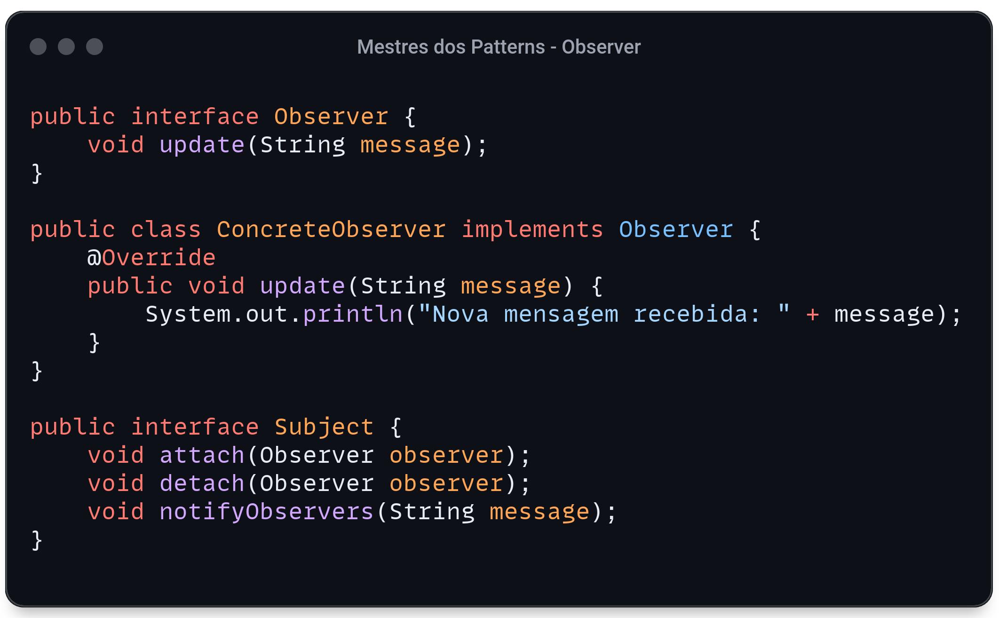 Mestres dos Patterns - Observer
public interface Observer {
    void update(String message);
}
public class ConcreteObserver implements Observer {
    @Override
    public void update(String message) {
        System.out.println("Nova mensagem recebida: " + message);
    }
}
public interface Subject {
    void attach(Observer observer);
    void detach(Observer observer);
    void notifyObservers(String message);
}